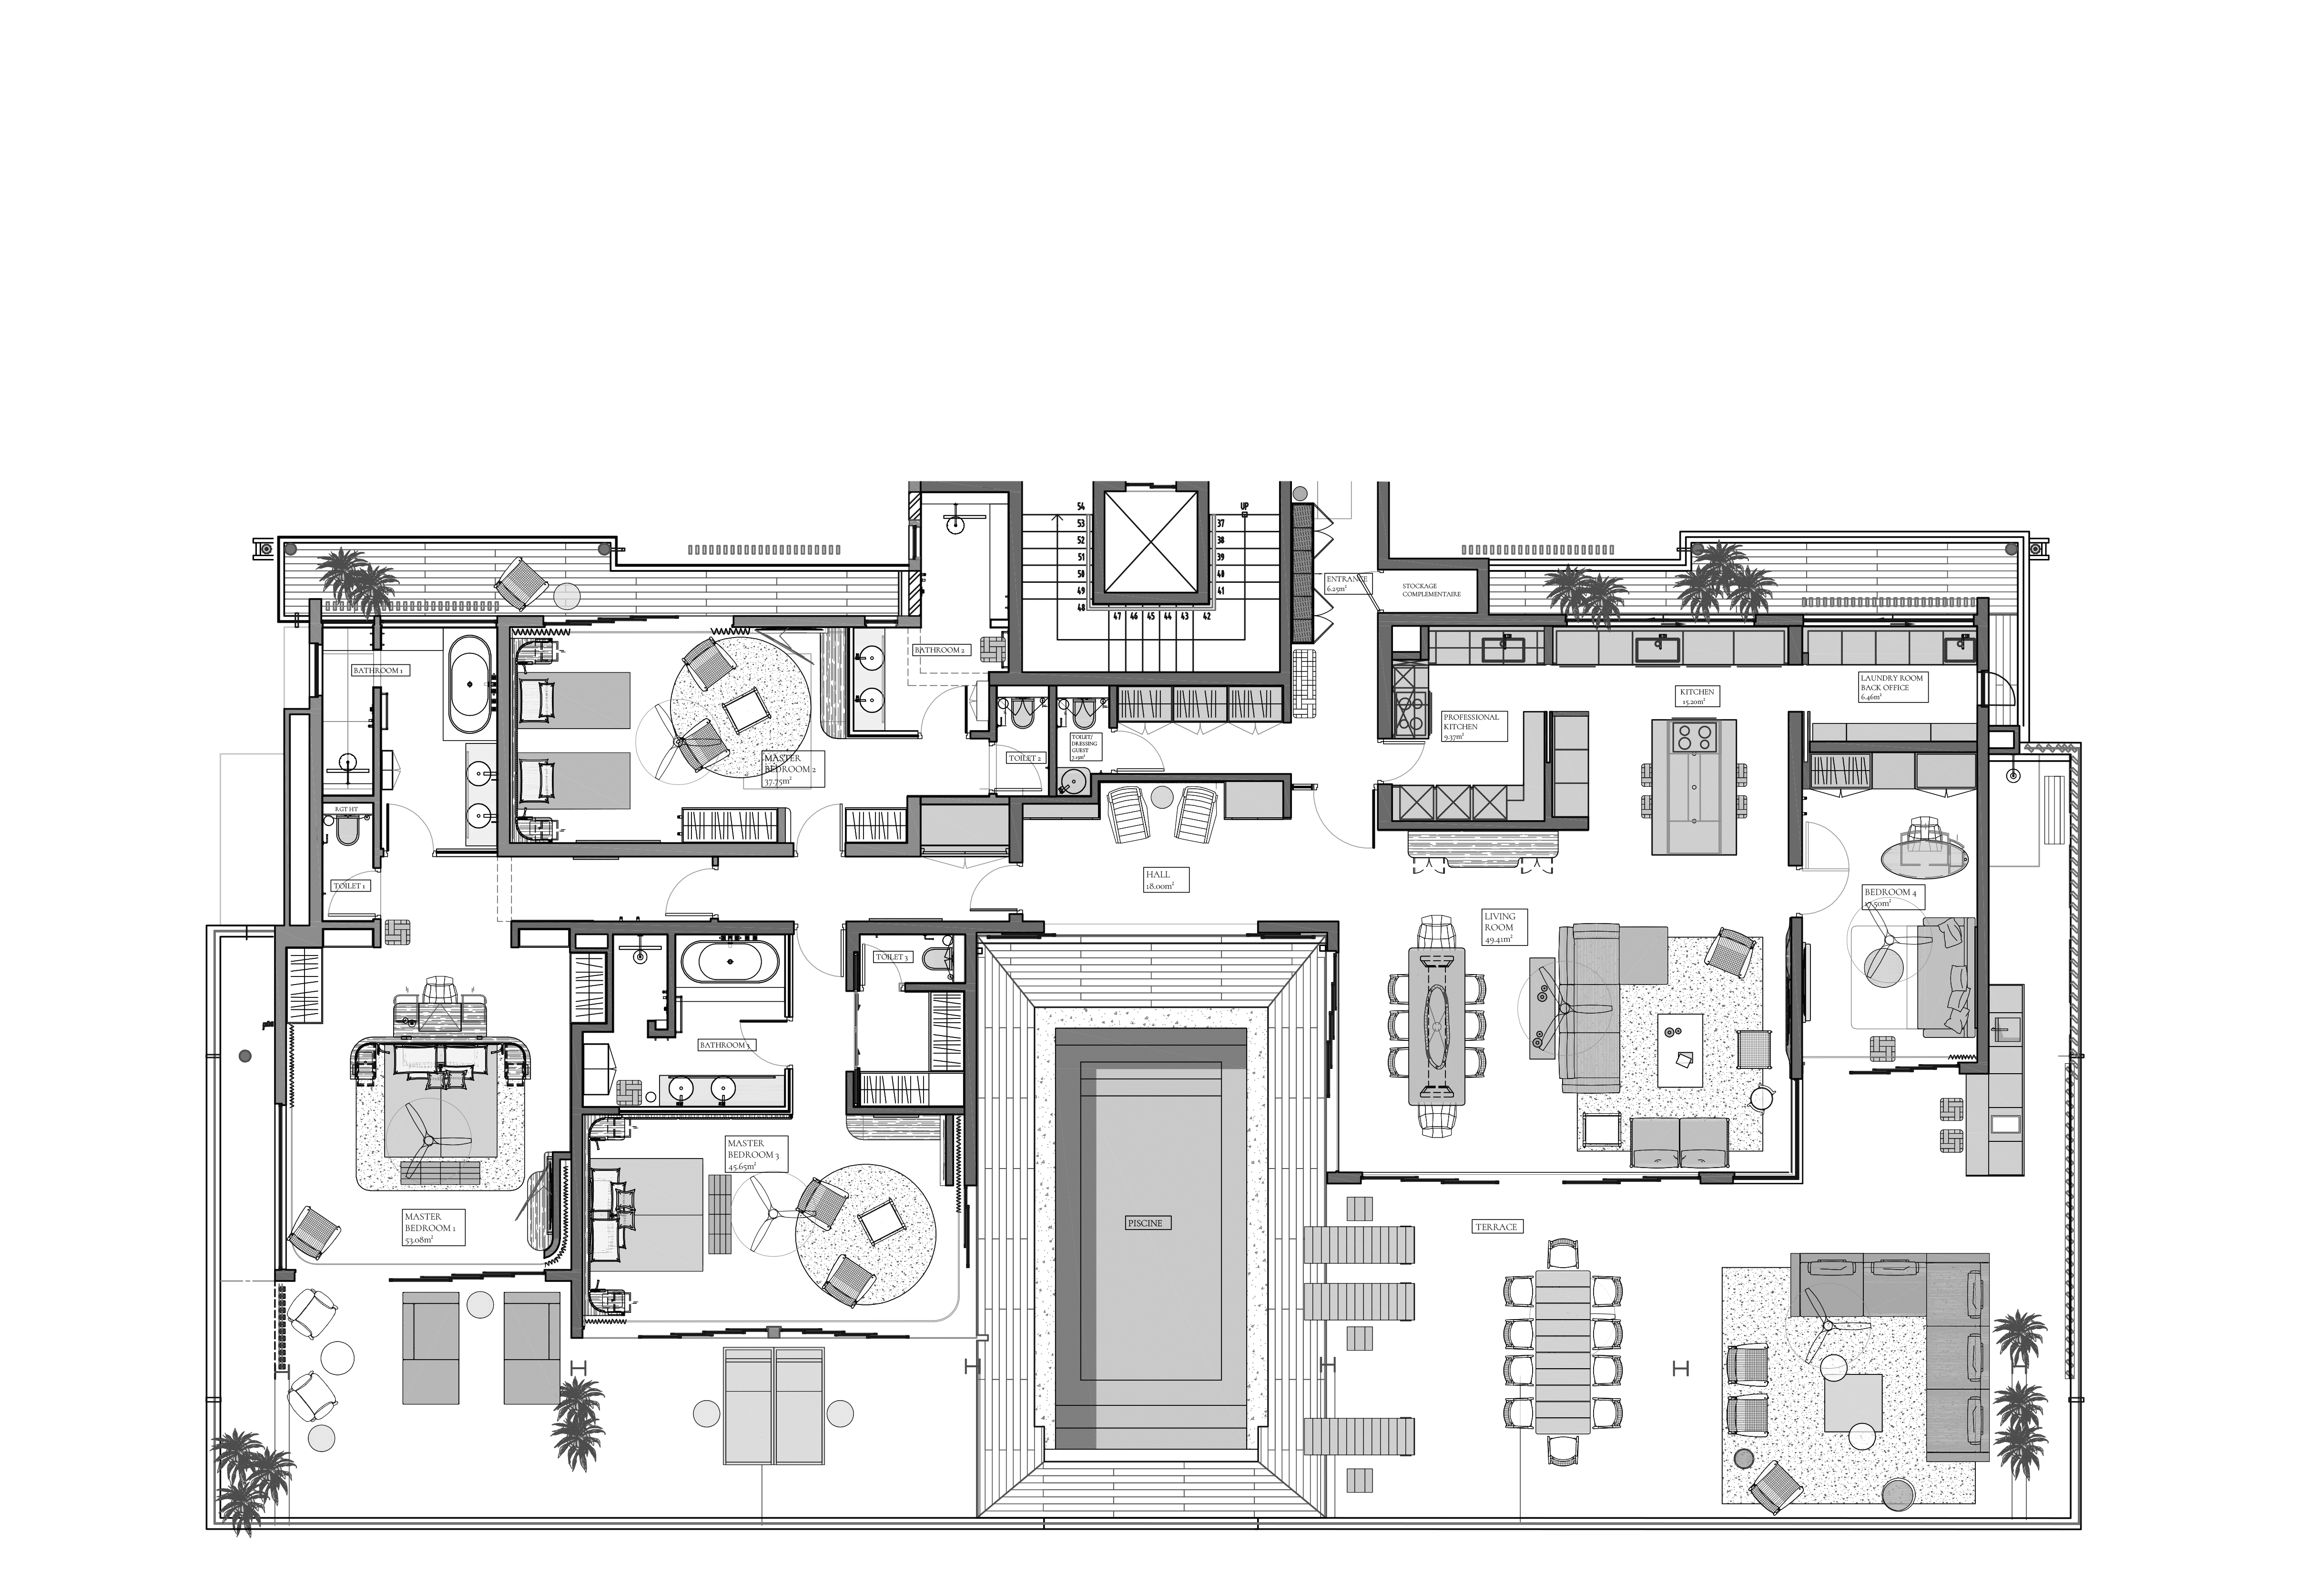 54
53
52
51
50
49
48
47
46
45
44
43
42
UP
37
38
39
40
41
ENTRANCE
6.25m²
STOCKAGE
COMPLEMENTAIRE
BATHROOM 1
BATHROOM 2
MASTER
BEDROOM 2
37.75m²
TOILET 2
TOILET/
DRESSING
GUEST
PROFESSIONAL
KITCHEN
9.37m²
KITCHEN
15.20m²
LAUNDRY ROOM
BACK OFFICE
6.46m²
RGT HT
TOILET 1
HALL
18.00m²
LIVING
ROOM
49.41m²
BEDROOM 4
17.50m²
TOILET 3
BATHROOM 3
MASTER
BEDROOM 3
45.65m²
MASTER
BEDROOM 1
53.08m²
PISCINE
TERRACE